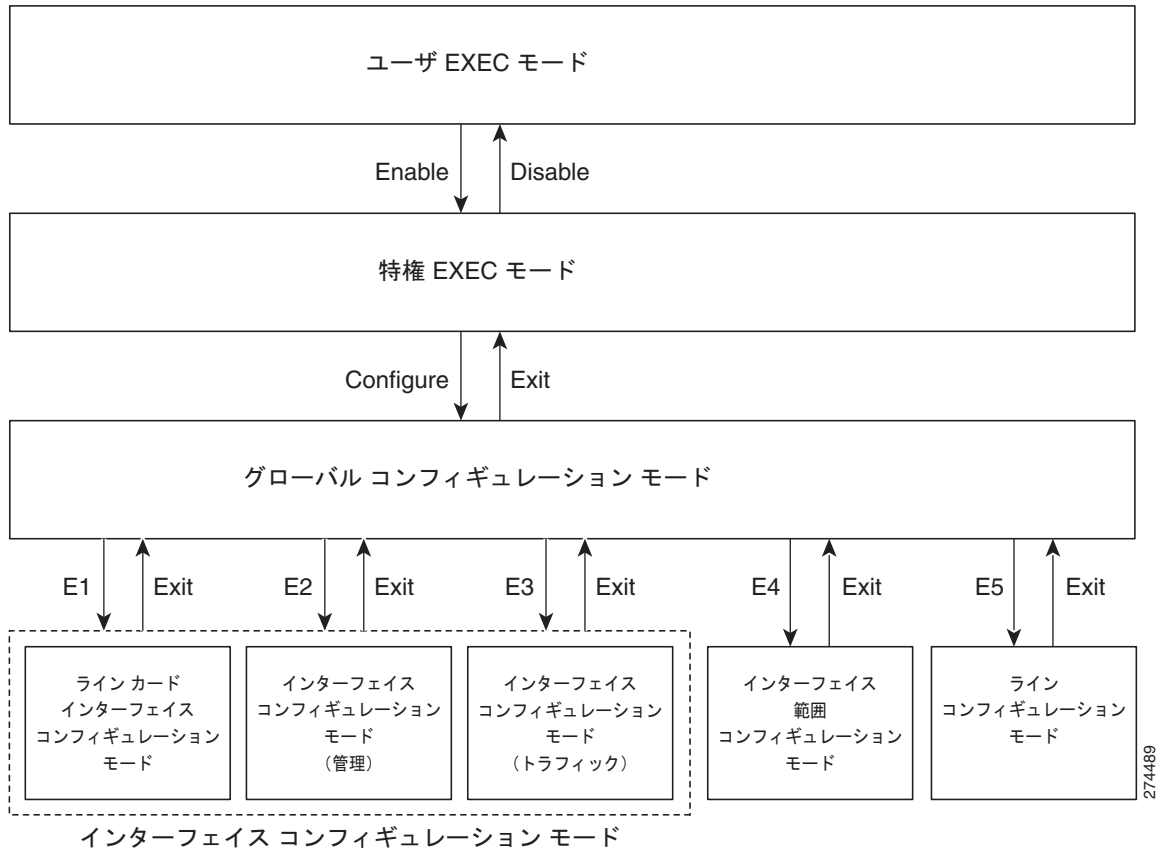 ユーザ EXEC モード
Enable
Disable
特権 EXEC モード
Configure
Exit
グローバル コンフィギュレーション モード
E1
Exit
E2
Exit
E3
Exit
E4
Exit
E5
Exit
ライン カード
インターフェイス
コンフィギュレーション
モード
インターフェイス
コンフィギュレーション
モード
(管理)
インターフェイス
コンフィギュレーション
モード
(トラフィック)
インターフェイス
範囲
コンフィギュレーション
モード
ライン
コンフィギュレーション
モード
274489
インターフェイス コンフィギュレーション モード